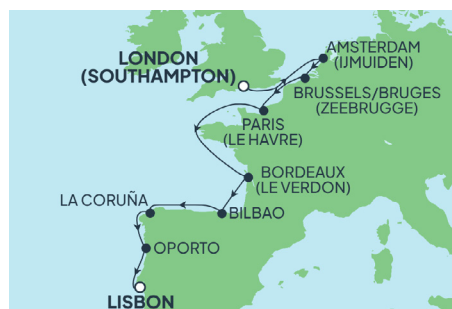 LONDON
(SOUTHAMPTON)
AMSTERDAM
(IJMUIDEN)
BRUSSELS/BRUGES
(ZEEBRUGGE)
PARIS
(LE HAVRE)
BORDEAUX
(LE VERDON)
LA CORUÑA
BILBAO
OPORTO
LISBON